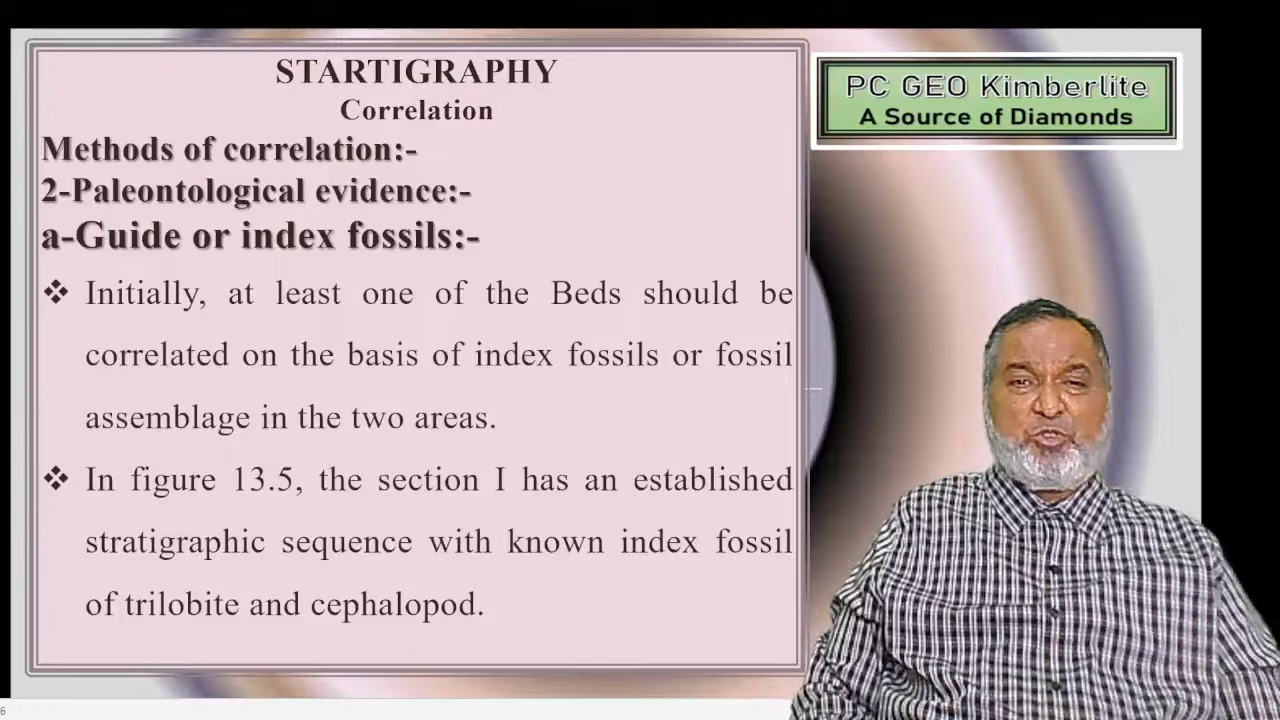 STARTIGRAPHY
Correlation
Methods of correlation:-
2-Paleontological evidence:-
a-Guide or index fossils:-
❖ Initially, at least one of the Beds should be
correlated on the basis of index fossils or fossil
assemblage in the two areas.
❖ In figure 13.5, the section I has an established
stratigraphic sequence with known index fossil
of trilobite and cephalopod.
PC GEO Kimberlite
A Source of Diamonds
6